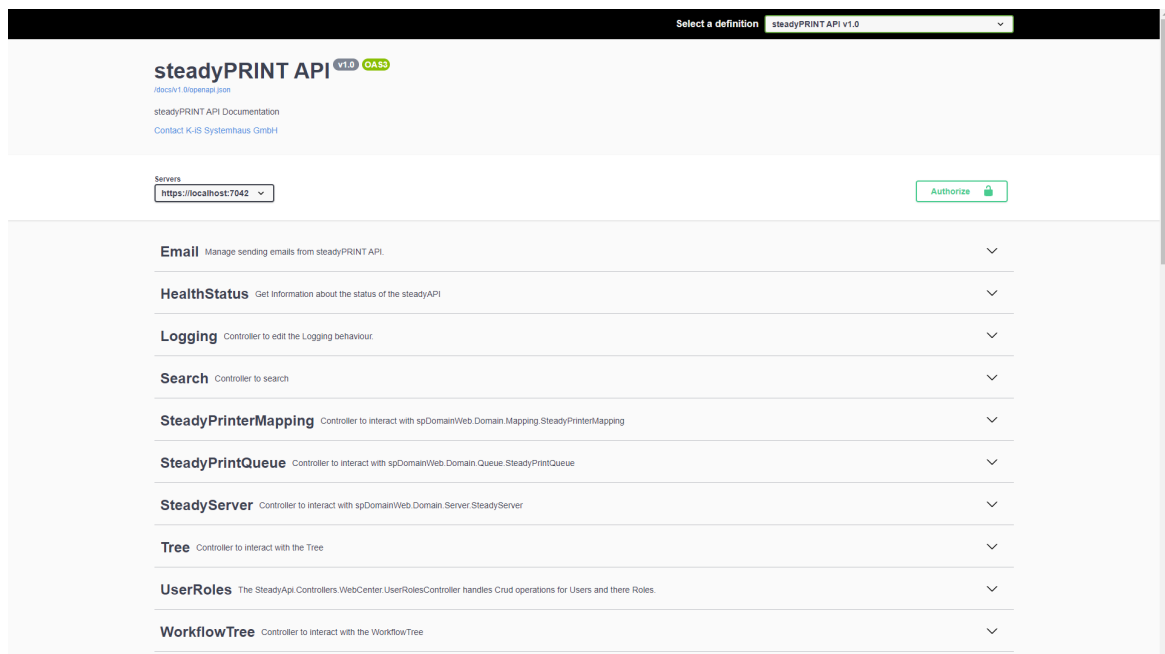 Select a definition steadyPRINT API v1.0
steadyPRINT API v1.0 OAS3
/docs/v1.0/openapi.json
steadyPRINT API Documentation
Contact K-iS Systemhaus GmbH
Servers
https://localhost:7042
Authorize
Email Manage sending emails from steadyPRINT API.
HealthStatus Get Information about the status of the steadyAPI
Logging Controller to edit the Logging behaviour.
Search Controller to search
SteadyPrinterMapping Controller to interact with spDomainWeb.Domain.Mapping.SteadyPrinterMapping
SteadyPrintQueue Controller to interact with spDomainWeb.Domain.Queue.SteadyPrintQueue
SteadyServer Controller to interact with spDomainWeb.Domain.Server.SteadyServer
Tree Controller to interact with the Tree
UserRoles The SteadyApi.Controllers.WebCenter.UserRolesController handles Crud operations for Users and there Roles.
WorkflowTree Controller to interact with the WorkflowTree